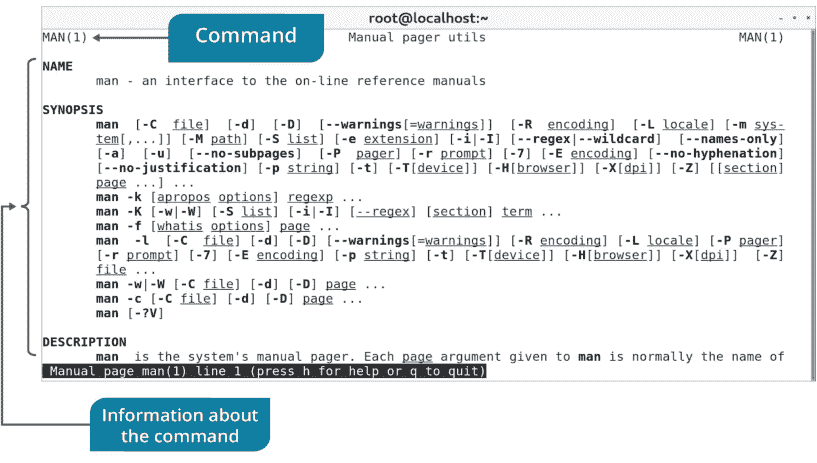 root@localhost:~
MAN(1) Command Manual pager utils MAN(1)
NAME
man - an interface to the on-line reference manuals
SYNOPSIS
man [-C file] [-d] [-D] [--warnings[=warnings]] [-R encoding] [-L locale] [-m sys-
tem[,...]] [-M path] [-S list] [-e extension] [-i|-I] [--regex|--wildcard] [--names-only]
[-a] [-u] [--no-subpages] [-P pager] [-r prompt] [-7] [-E encoding] [--no-hyphenation]
[--no-justification] [-p string] [-t] [-T[device]] [-H[browser]] [-X[dpi]] [-Z] [[section]
page ...] ...
man -k [apropos options] regexp ...
man -K [-w|-W] [-S list] [-i|-I] [--regex] [section] term ...
man -f [whatis options] page ...
man -l [-C file] [-d] [-D] [--warnings[=warnings]] [-R encoding] [-L locale] [-P pager]
[-r prompt] [-7] [-E encoding] [-p string] [-t] [-T[device]] [-H[browser]] [-X[dpi]] [-Z]
file ...
man -w|-W [-C file] [-d] [-D] page ...
man -c [-C file] [-d] [-D] page ...
man [-?V]
DESCRIPTION
man is the system's manual pager. Each page argument given to man is normally the name of
Manual page man(1) line 1 (press h for help or q to quit)
Information about
the command